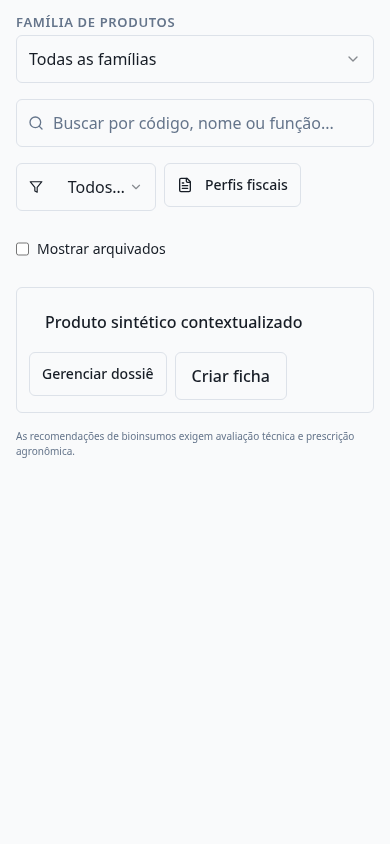 FAMÍLIA DE PRODUTOS
Todas as famílias
Buscar por código, nome ou função...
Todos...
Perfis fiscais
Mostrar arquivados
Produto sintético contextualizado
Gerenciar dossiê
Criar ficha
As recomendações de bioinsumos exigem avaliação técnica e prescrição
agronômica.